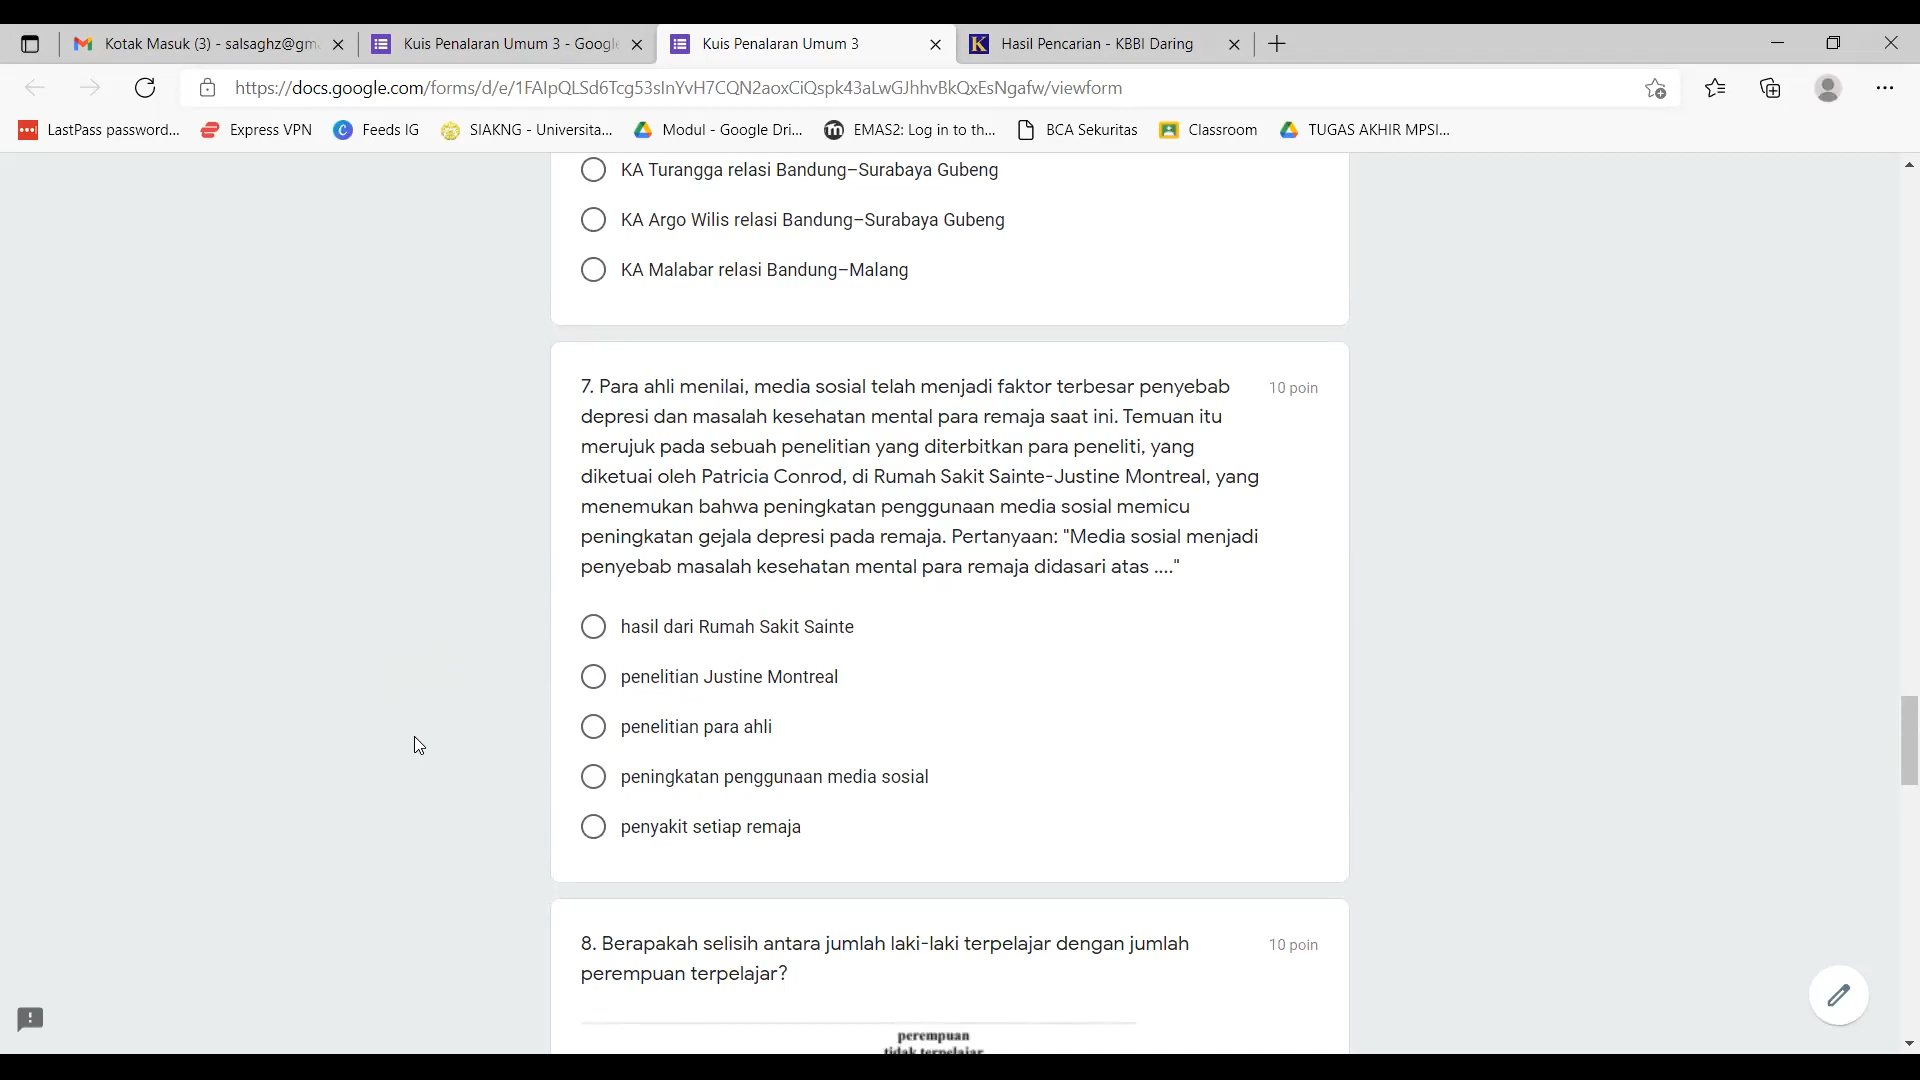 Kotak Masuk (3) - salsaghz@gm
Kuis Penalaran Umum 3 - Google
Kuis Penalaran Umum 3
Hasil Pencarian - KBBI Daring
https://docs.google.com/forms/d/e/1FAIpQLSd6Tcg53sInYvH7CQN2aoxCiQspk43aLwGJhhvBkQxEsNgafw/viewform
LastPass password...
Express VPN
Feeds IG
SIAKNG - Universita...
Modul - Google Dri...
EMAS2: Log in to th...
BCA Sekuritas
Classroom
TUGAS AKHIR MPSI...
KA Turangga relasi Bandung–Surabaya Gubeng
KA Argo Wilis relasi Bandung–Surabaya Gubeng
KA Malabar relasi Bandung–Malang
7. Para ahli menilai, media sosial telah menjadi faktor terbesar penyebab
10 poin
depresi dan masalah kesehatan mental para remaja saat ini. Temuan itu
merujuk pada sebuah penelitian yang diterbitkan para peneliti, yang
diketuai oleh Patricia Conrod, di Rumah Sakit Sainte-Justine Montreal, yang
menemukan bahwa peningkatan penggunaan media sosial memicu
peningkatan gejala depresi pada remaja. Pertanyaan: "Media sosial menjadi
penyebab masalah kesehatan mental para remaja didasari atas ...."
hasil dari Rumah Sakit Sainte
penelitian Justine Montreal
penelitian para ahli
peningkatan penggunaan media sosial
penyakit setiap remaja
8. Berapakah selisih antara jumlah laki-laki terpelajar dengan jumlah
10 poin
perempuan terpelajar?
perempuan
tidak terpelajar